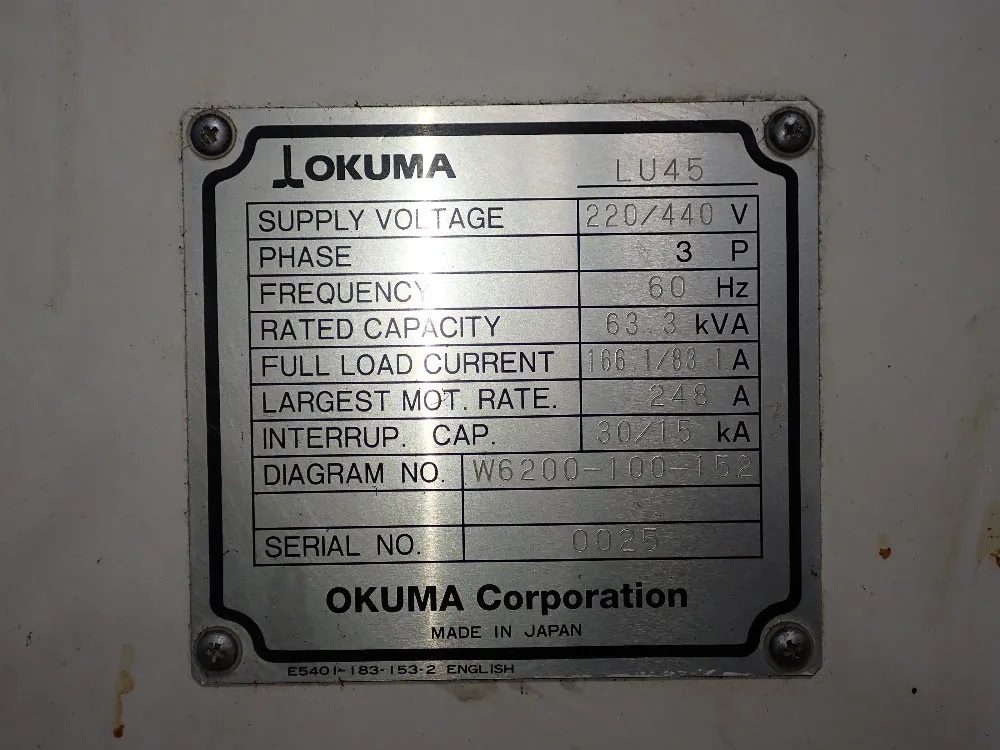 OKUMA LU45
SUPPLY VOLTAGE 220/440 V
PHASE 3 P
FREQUENCY 60 Hz
RATED CAPACITY 63.3 kVA
FULL LOAD CURRENT 166.1/83.1 A
LARGEST MOT. RATE. 248 A
INTERRUP. CAP. 30/15 kA
DIAGRAM NO. W6200-100-152
SERIAL NO. 0025
OKUMA Corporation
MADE IN JAPAN
E5401-183-153-2 ENGLISH